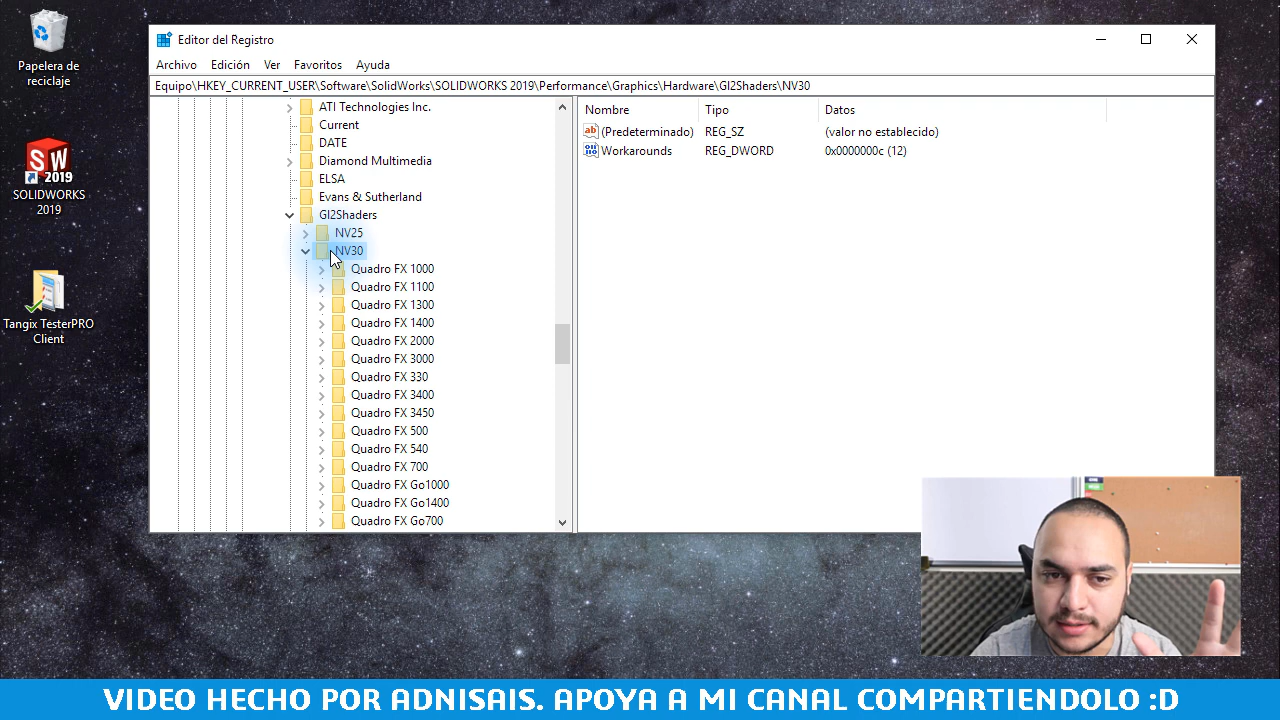 Papelera de
reciclaje
SW
2019
SOLIDWORKS
2019
Tangix TesterPRO
Client
Editor del Registro
Archivo Edición Ver Favoritos Ayuda
Equipo\HKEY_CURRENT_USER\Software\SolidWorks\SOLIDWORKS 2019\Performance\Graphics\Hardware\Gl2Shaders\NV30
ATI Technologies Inc.
Current
DATE
Diamond Multimedia
ELSA
Evans & Sutherland
Gl2Shaders
NV25
NV30
Quadro FX 1000
Quadro FX 1100
Quadro FX 1300
Quadro FX 1400
Quadro FX 2000
Quadro FX 3000
Quadro FX 330
Quadro FX 3400
Quadro FX 3450
Quadro FX 500
Quadro FX 540
Quadro FX 700
Quadro FX Go1000
Quadro FX Go1400
Quadro FX Go700
Nombre Tipo Datos
(Predeterminado) REG_SZ (valor no establecido)
Workarounds REG_DWORD 0x0000000c (12)
VIDEO HECHO POR ADNISAIS. APOYA A MI CANAL COMPARTIENDOLO :D